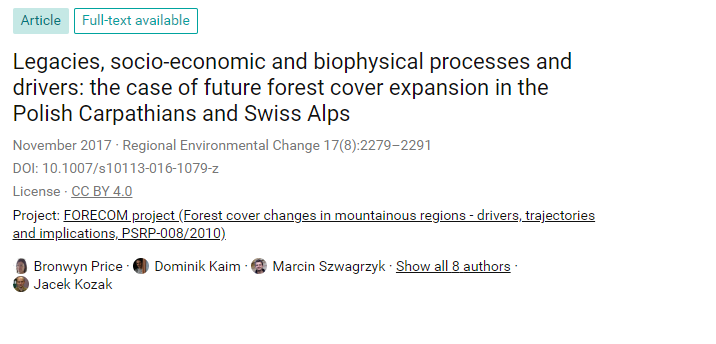 Article Full-text available
Legacies, socio-economic and biophysical processes and
drivers: the case of future forest cover expansion in the
Polish Carpathians and Swiss Alps
November 2017 · Regional Environmental Change 17(8):2279–2291
DOI: 10.1007/s10113-016-1079-z
License · CC BY 4.0
Project: FORECOM project (Forest cover changes in mountainous regions - drivers, trajectories
and implications, PSRP-008/2010)
Bronwyn Price · Dominik Kaim · Marcin Szwagrzyk · Show all 8 authors ·
Jacek Kozak